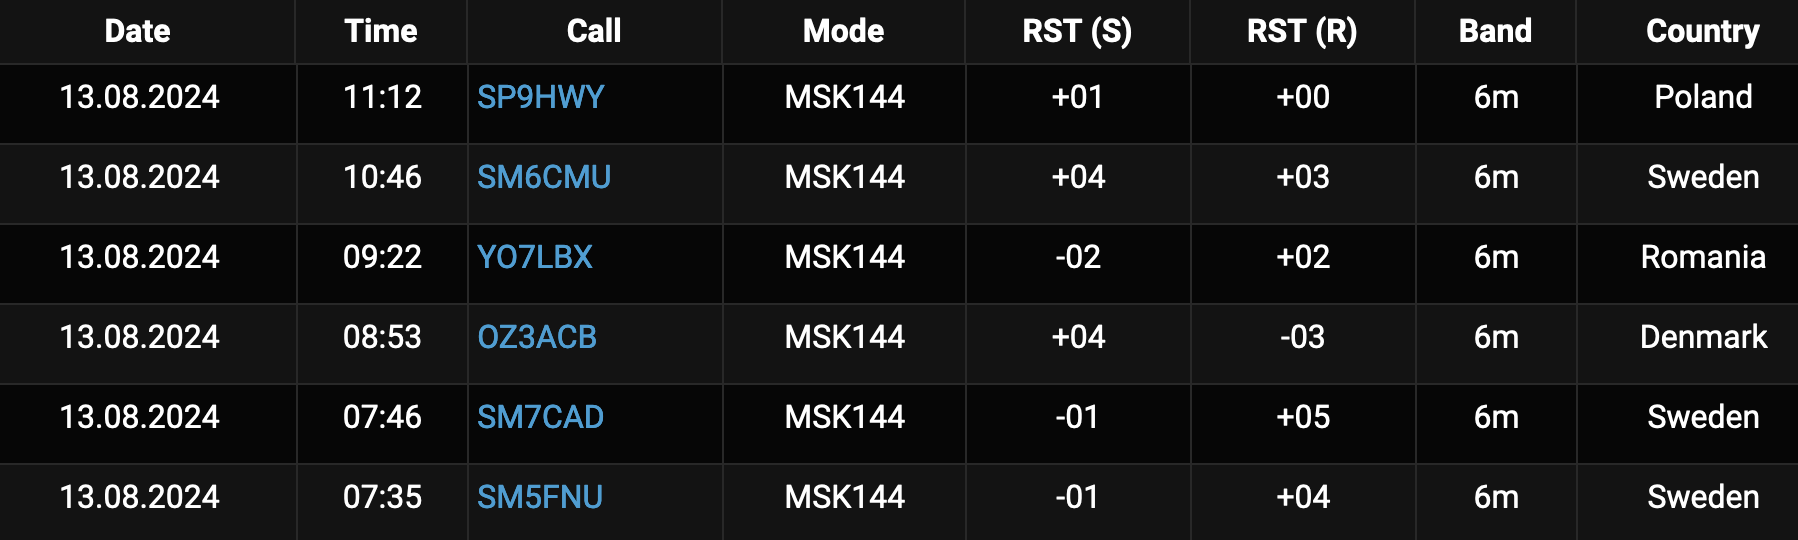 Date Time Call Mode RST (S) RST (R) Band Country
13.08.2024 11:12 SP9HWY MSK144 +01 +00 6m Poland
13.08.2024 10:46 SM6CMU MSK144 +04 +03 6m Sweden
13.08.2024 09:22 YO7LBX MSK144 -02 +02 6m Romania
13.08.2024 08:53 OZ3ACB MSK144 +04 -03 6m Denmark
13.08.2024 07:46 SM7CAD MSK144 -01 +05 6m Sweden
13.08.2024 07:35 SM5FNU MSK144 -01 +04 6m Sweden